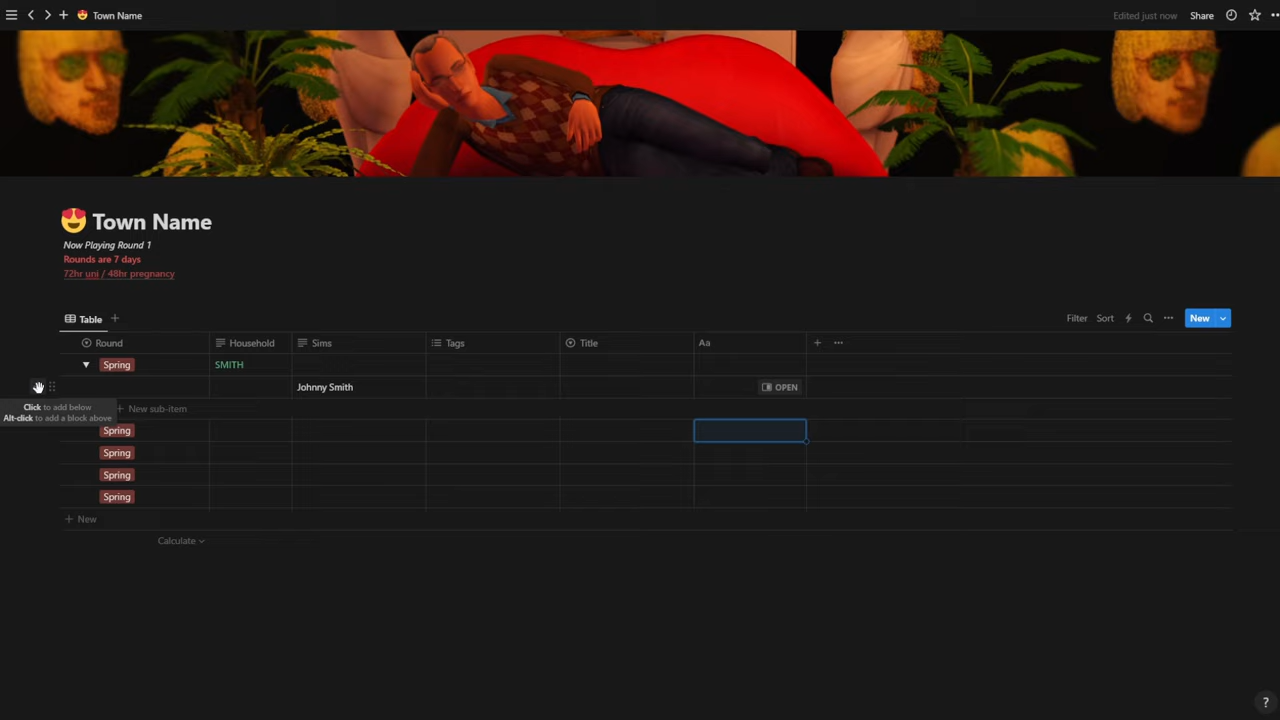 Town Name
Edited just now
Share
Town Name
Now Playing Round 1
Rounds are 7 days
72hr uni / 48hr pregnancy
Table
Filter
Sort
New
Round
Household
Sims
Tags
Title
Aa
Spring
SMITH
Johnny Smith
OPEN
Click to add below
Alt-click to add a block above
New sub-item
Spring
Spring
Spring
Spring
New
Calculate
?